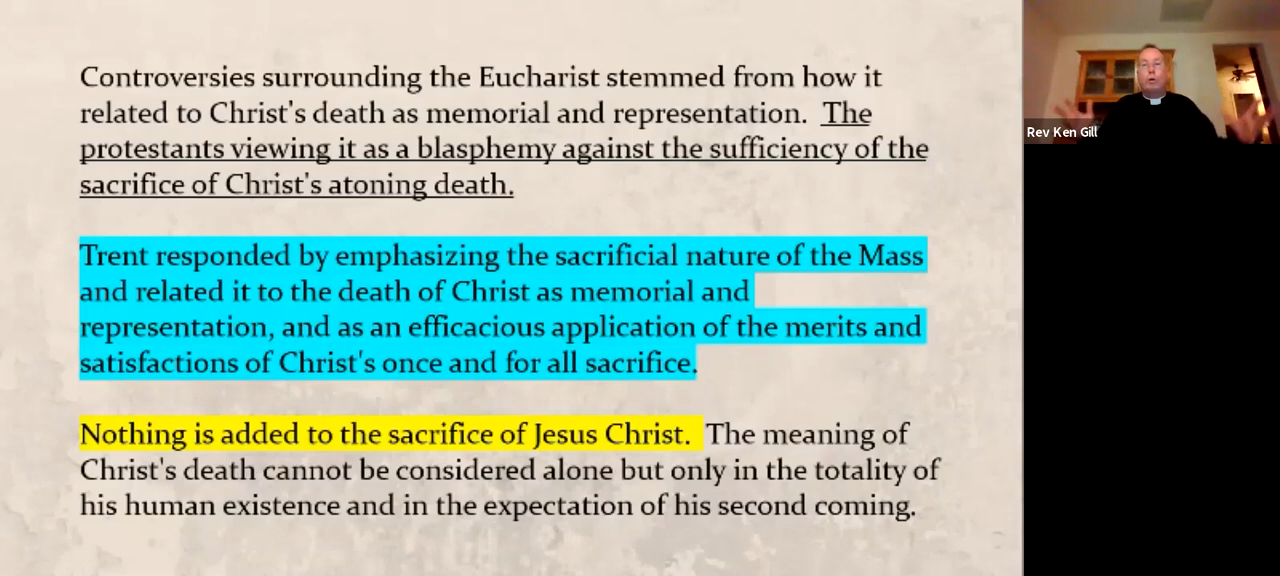 Controversies surrounding the Eucharist stemmed from how it
related to Christ's death as memorial and representation.  The
protestants viewing it as a blasphemy against the sufficiency of the
sacrifice of Christ's atoning death.
Trent responded by emphasizing the sacrificial nature of the Mass
and related it to the death of Christ as memorial and
representation, and as an efficacious application of the merits and
satisfactions of Christ's once and for all sacrifice.
Nothing is added to the sacrifice of Jesus Christ.  The meaning of
Christ's death cannot be considered alone but only in the totality of
his human existence and in the expectation of his second coming.
Rev Ken Gill